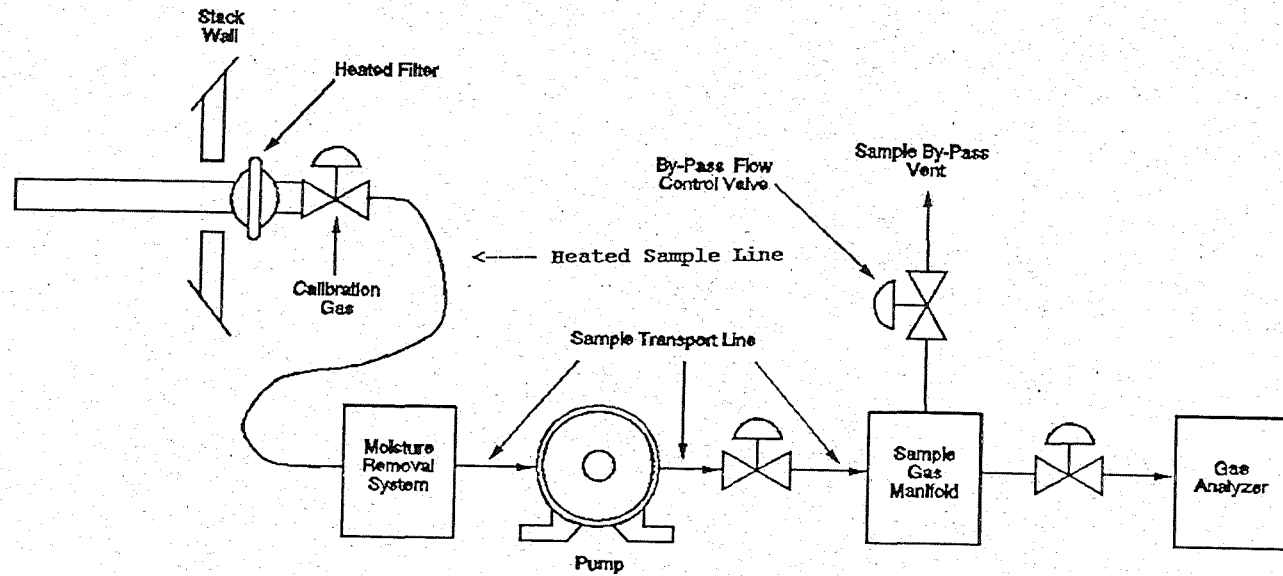 Stack
Wall
Heated Filter
By-Pass Flow
Control Valve
Sample By-Pass
Vent
<---- Heated Sample Line
Calibration
Gas
Sample Transport Line
Moisture
Removal
System
Sample
Gas
Manifold
Gas
Analyzer
Pump